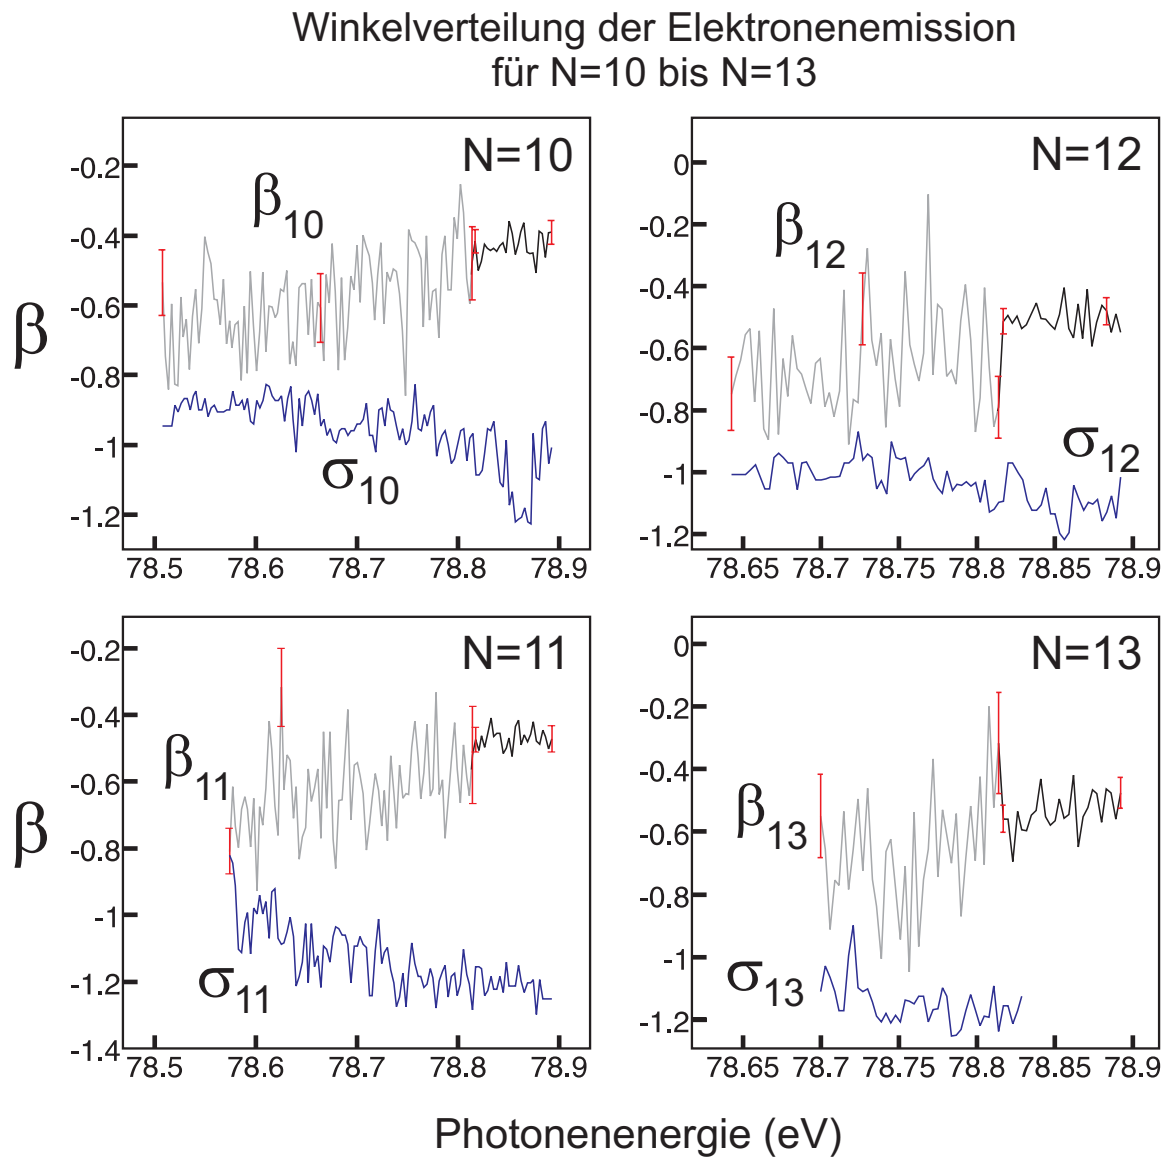 Winkelverteilung der Elektronenemission
für N=10 bis N=13
N=10
β10
σ10
β
-0.2
-0.4
-0.6
-0.8
-1
-1.2
78.5 78.6 78.7 78.8 78.9
N=12
β12
σ12
0
-0.2
-0.4
-0.6
-0.8
-1
-1.2
78.65 78.7 78.75 78.8 78.85 78.9
N=11
β11
σ11
β
-0.2
-0.4
-0.6
-0.8
-1
-1.2
-1.4
78.5 78.6 78.7 78.8 78.9
N=13
β13
σ13
0
-0.2
-0.4
-0.6
-0.8
-1
-1.2
78.65 78.7 78.75 78.8 78.85 78.9
Photonenenergie (eV)